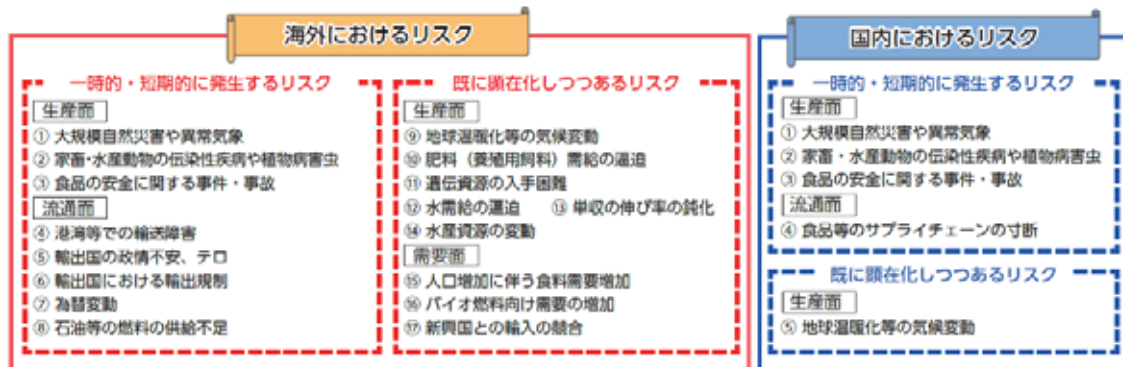 海外におけるリスク
一時的・短期的に発生するリスク
生産面
① 大規模自然災害や異常気象
② 家畜・水産動物の伝染性疾病や植物病害虫
③ 食品の安全に関する事件・事故
流通面
④ 港湾等での輸送障害
⑤ 輸出国の政情不安、テロ
⑥ 輸出国における輸出規制
⑦ 為替変動
⑧ 石油等の燃料の供給不足
既に顕在化しつつあるリスク
生産面
⑨ 地球温暖化等の気候変動
⑩ 肥料（養殖用飼料）需給の逼迫
⑪ 遺伝資源の入手困難
⑫ 水需給の逼迫　⑬ 単収の伸び率の鈍化
⑭ 水産資源の変動
需要面
⑮ 人口増加に伴う食料需要増加
⑯ バイオ燃料向け需要の増加
⑰ 新興国との輸入の競合
国内におけるリスク
一時的・短期的に発生するリスク
生産面
① 大規模自然災害や異常気象
② 家畜・水産動物の伝染性疾病や植物病害虫
③ 食品の安全に関する事件・事故
流通面
④ 食品等のサプライチェーンの寸断
既に顕在化しつつあるリスク
生産面
⑤ 地球温暖化等の気候変動